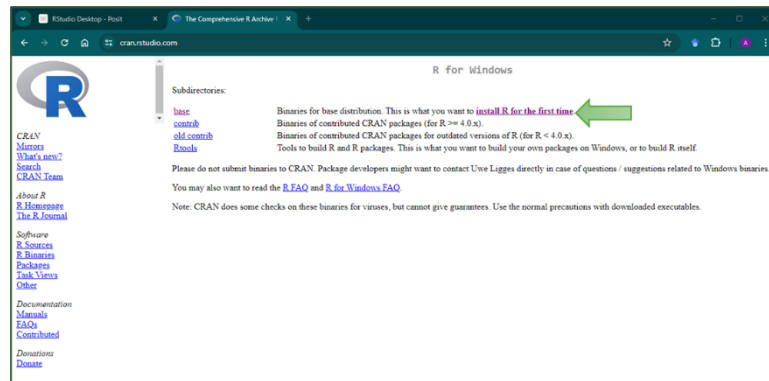 RStudio Desktop - Posit
The Comprehensive R Archive
cran.rstudio.com
A
R
CRAN
Mirrors
What's new?
Search
CRAN Team
About R
R Homepage
The R Journal
Software
R Sources
R Binaries
Packages
Task Views
Other
Documentation
Manuals
FAQs
Contributed
Donations
Donate
R for Windows
Subdirectories:
base Binaries for base distribution. This is what you want to install R for the first time.
contrib Binaries of contributed CRAN packages (for R >= 4.0.x).
old contrib Binaries of contributed CRAN packages for outdated versions of R (for R < 4.0.x).
Rtools Tools to build R and R packages. This is what you want to build your own packages on Windows, or to build R itself.
Please do not submit binaries to CRAN. Package developers might want to contact Uwe Ligges directly in case of questions / suggestions related to Windows binaries.
You may also want to read the R FAQ and R for Windows FAQ.
Note: CRAN does some checks on these binaries for viruses, but cannot give guarantees. Use the normal precautions with downloaded executables.